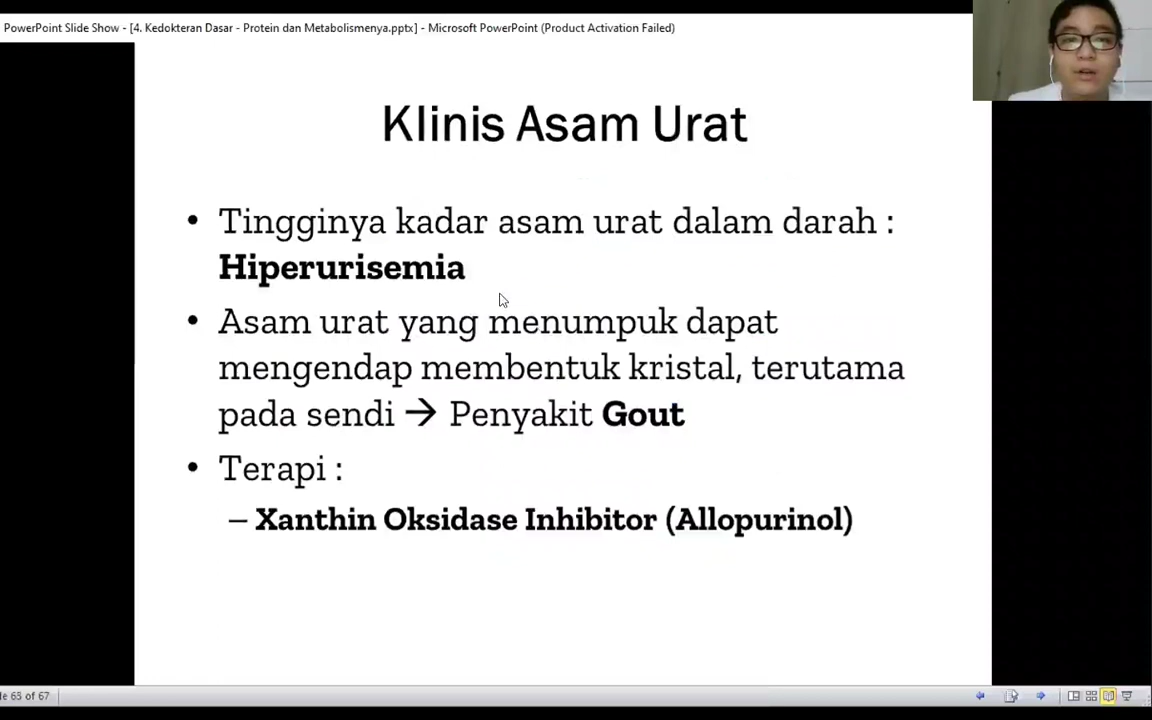 PowerPoint Slide Show - [4. Kedokteran Dasar - Protein dan Metabolismenya.pptx] - Microsoft PowerPoint (Product Activation Failed)
Klinis Asam Urat
• Tingginya kadar asam urat dalam darah :
Hiperurisemia
• Asam urat yang menumpuk dapat
mengendap membentuk kristal, terutama
pada sendi → Penyakit Gout
• Terapi :
– Xanthin Oksidase Inhibitor (Allopurinol)
le 65 of 67